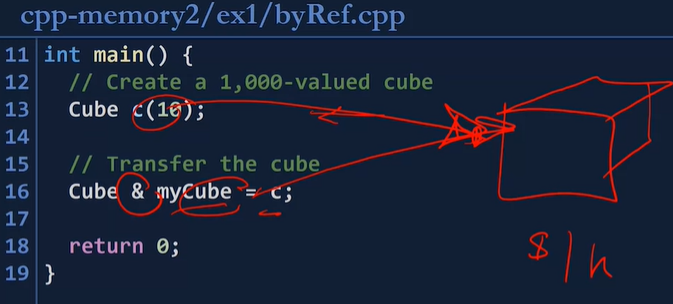 cpp-memory2/ex1/byRef.cpp
11 int main() {
12 // Create a 1,000-valued cube
13 Cube c(10);
14
15 // Transfer the cube
16 Cube & myCube = c;
17
18 return 0;
19 }